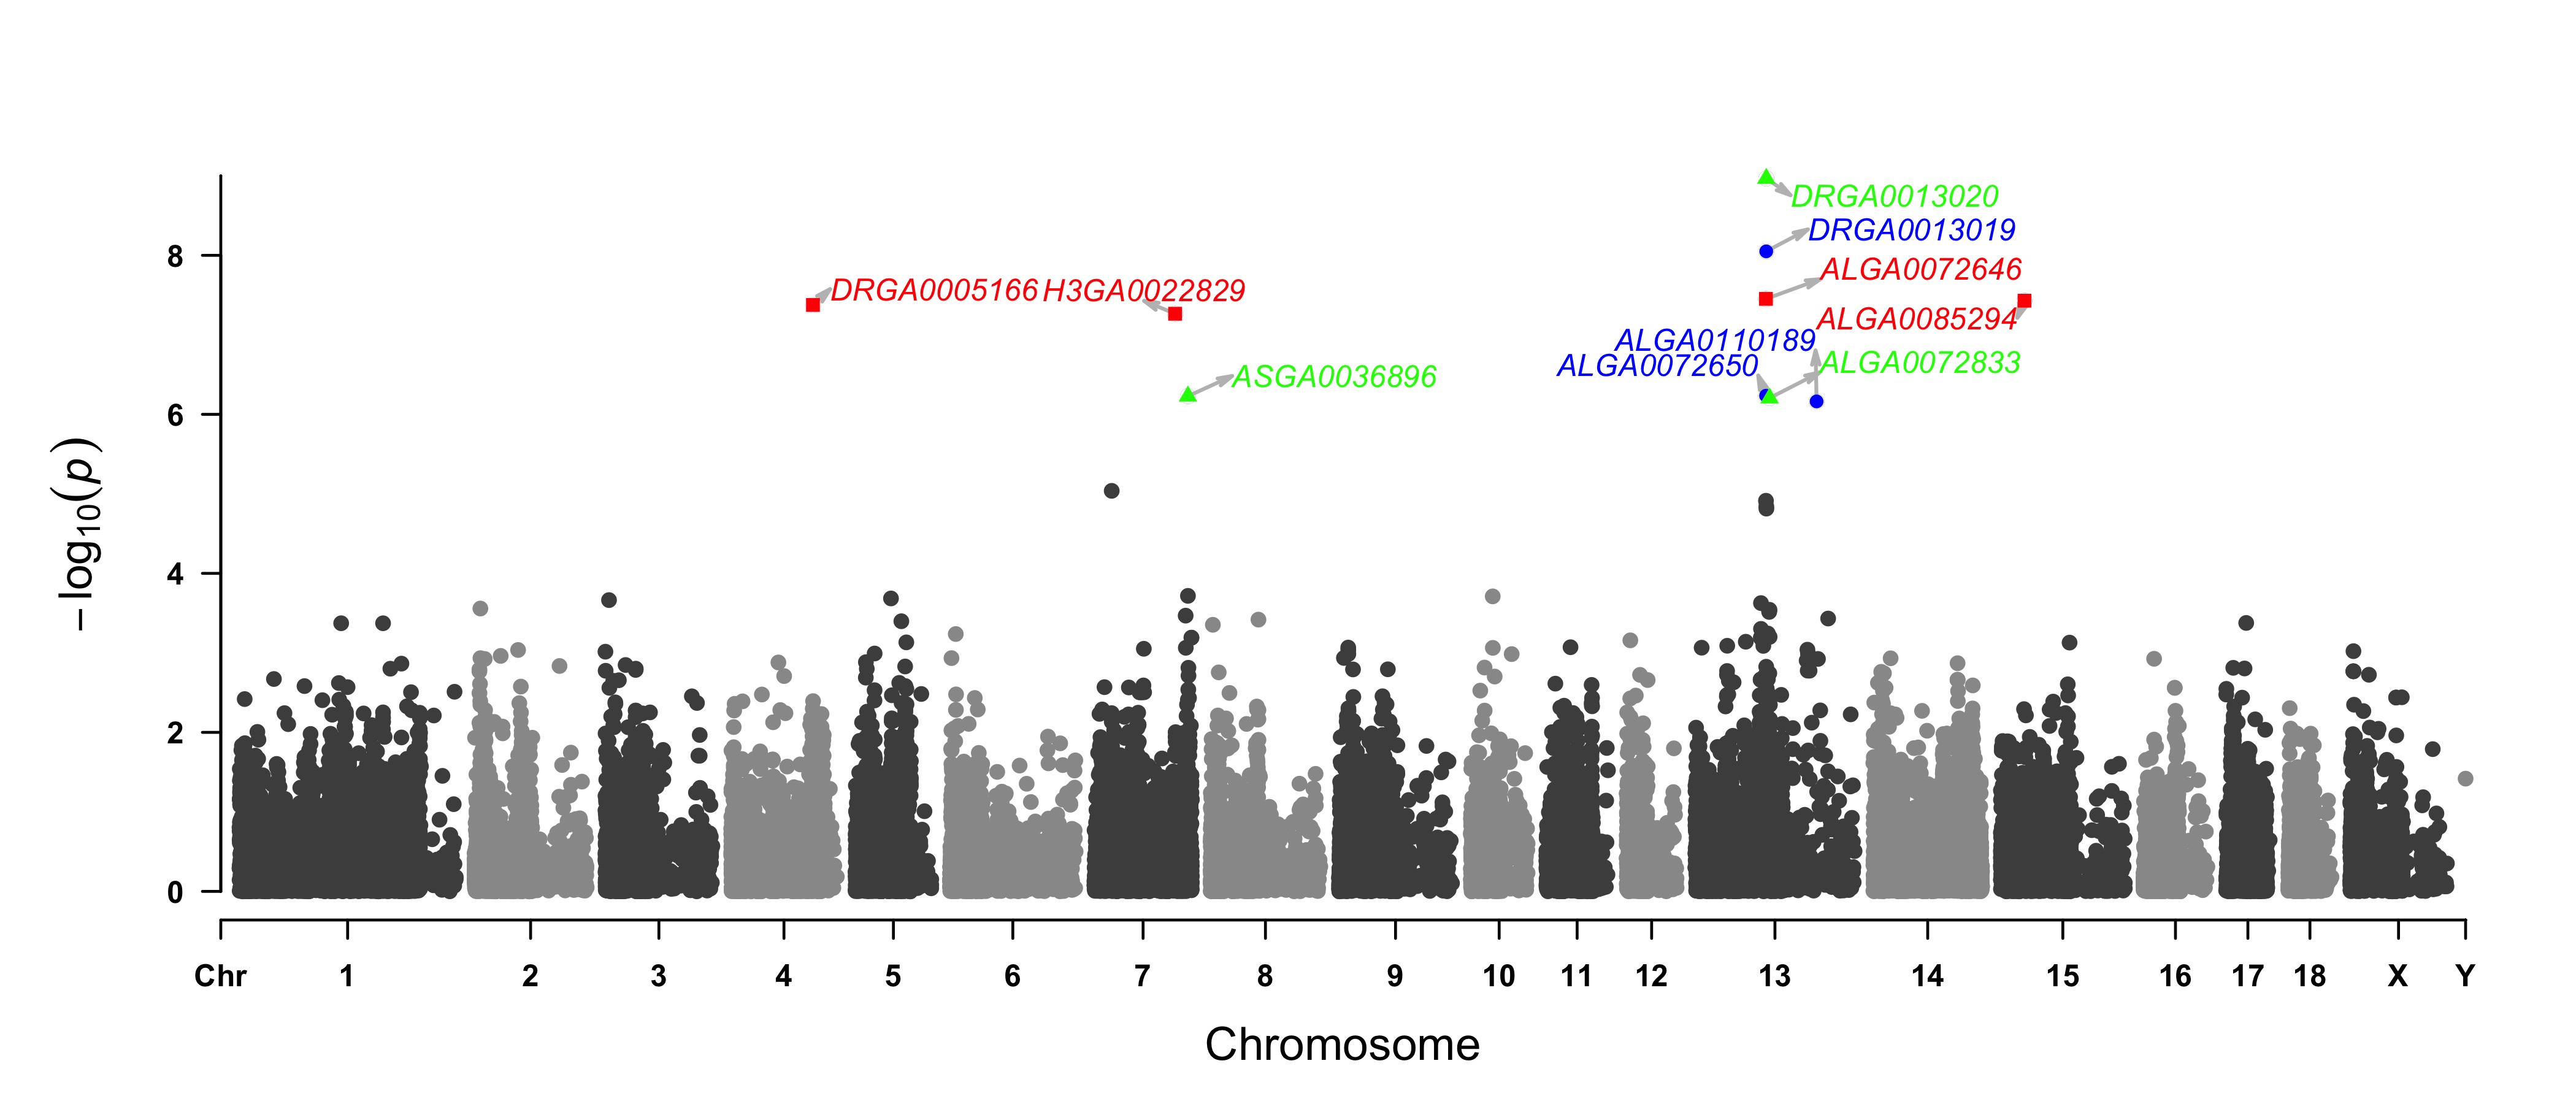 DRGA0013020
DRGA0013019
8
ALGA0072646
DRGA0005166 H3GA0022829
ALGA0085294
ALGA0110189
ALGA0072650
ALGA0072833
ASGA0036896
6
−log10(p)
4
2
0
Chr 1 2 3 4 5 6 7 8 9 10 11 12 13 14 15 16 17 18 X Y
Chromosome